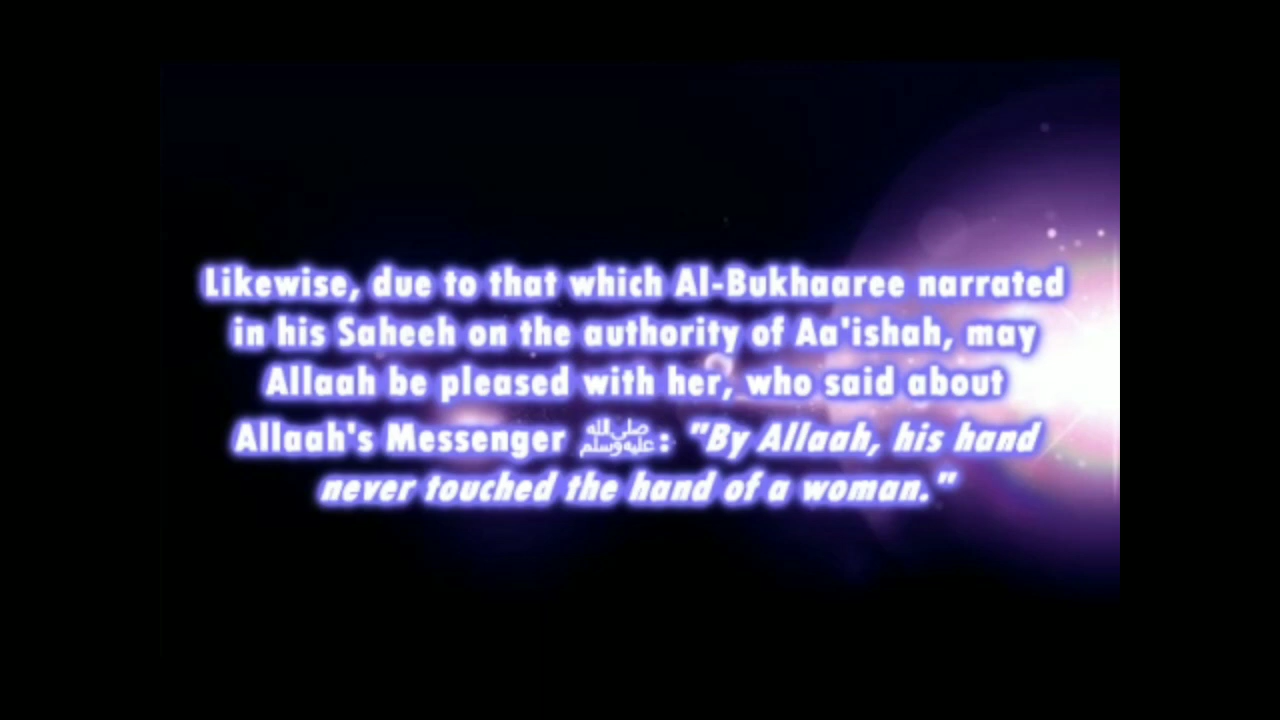 Likewise, due to that which Al-Bukhaaree narrated
in his Saheeh on the authority of Aa'ishah, may
Allaah be pleased with her, who said about
Allaah's Messenger ﷺ: "By Allaah, his hand
never touched the hand of a woman."